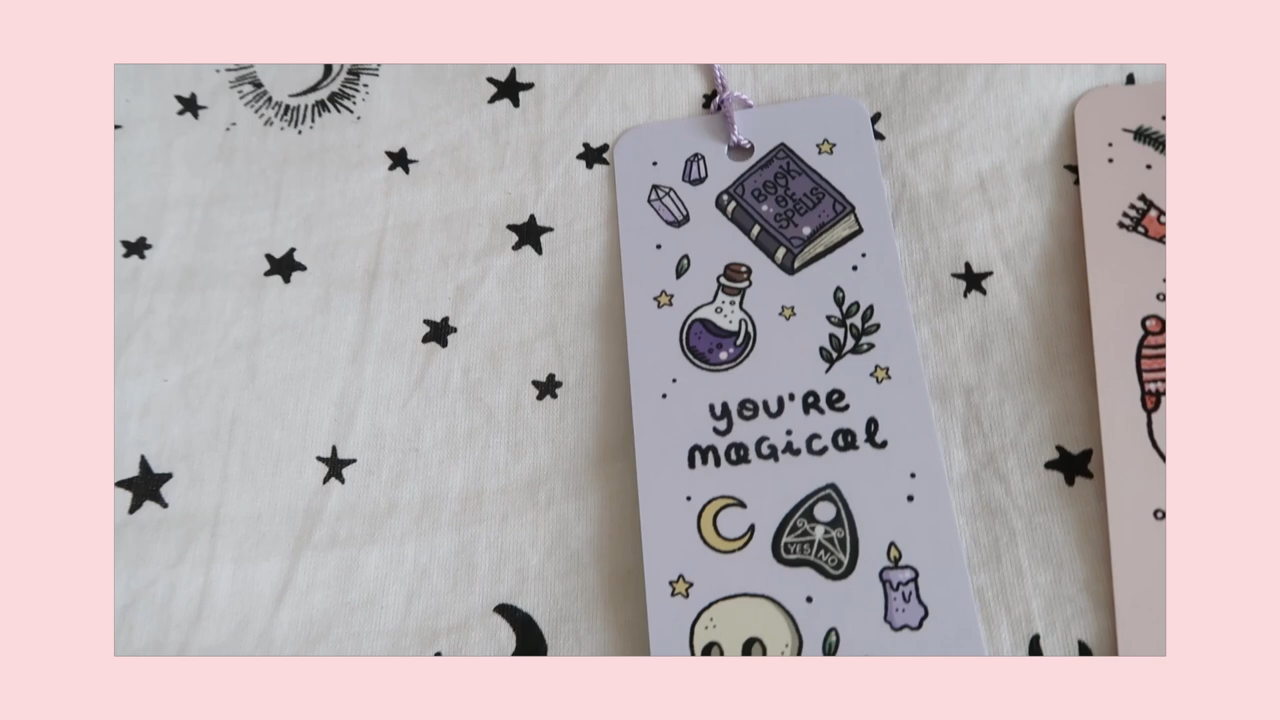 BOOK
OF
SPELLS
YOU'RE
MAGICAL
YES NO